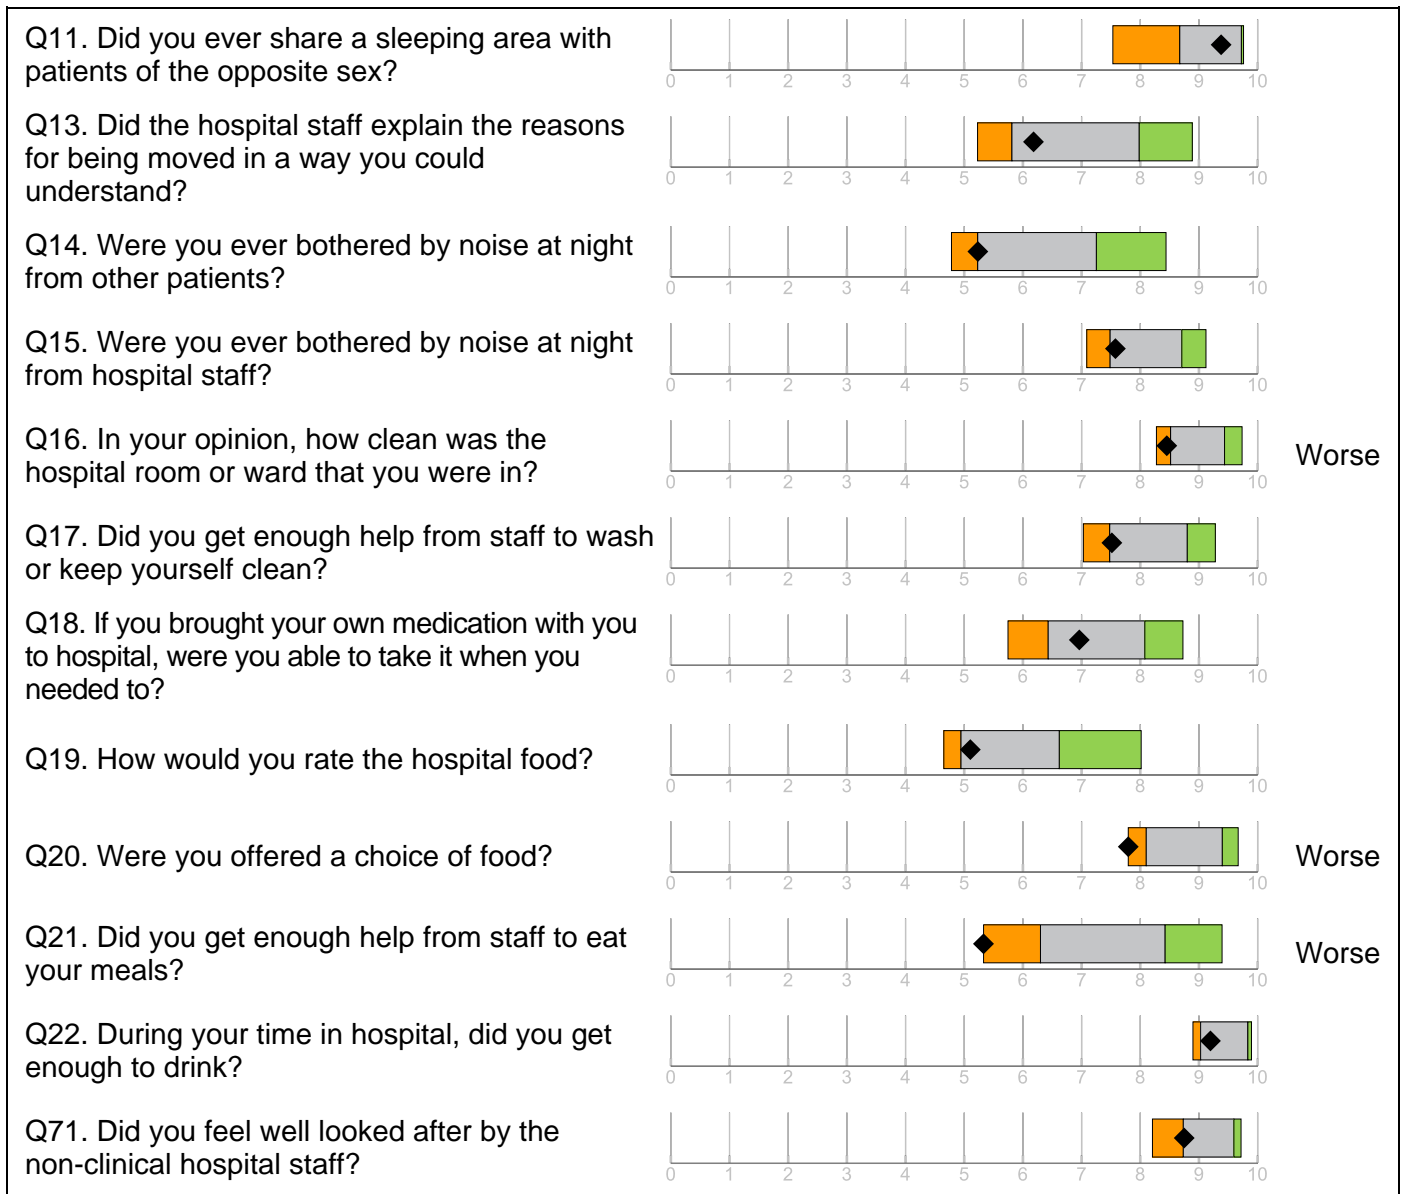 Q11. Did you ever share a sleeping area with
patients of the opposite sex?
0 1 2 3 4 5 6 7 8 9 10
Q13. Did the hospital staff explain the reasons
for being moved in a way you could
understand?
0 1 2 3 4 5 6 7 8 9 10
Q14. Were you ever bothered by noise at night
from other patients?
0 1 2 3 4 5 6 7 8 9 10
Q15. Were you ever bothered by noise at night
from hospital staff?
0 1 2 3 4 5 6 7 8 9 10
Q16. In your opinion, how clean was the
hospital room or ward that you were in?
Worse
0 1 2 3 4 5 6 7 8 9 10
Q17. Did you get enough help from staff to wash
or keep yourself clean?
0 1 2 3 4 5 6 7 8 9 10
Q18. If you brought your own medication with you
to hospital, were you able to take it when you
needed to?
0 1 2 3 4 5 6 7 8 9 10
Q19. How would you rate the hospital food?
0 1 2 3 4 5 6 7 8 9 10
Q20. Were you offered a choice of food?
Worse
0 1 2 3 4 5 6 7 8 9 10
Q21. Did you get enough help from staff to eat
your meals?
Worse
0 1 2 3 4 5 6 7 8 9 10
Q22. During your time in hospital, did you get
enough to drink?
0 1 2 3 4 5 6 7 8 9 10
Q71. Did you feel well looked after by the
non-clinical hospital staff?
0 1 2 3 4 5 6 7 8 9 10